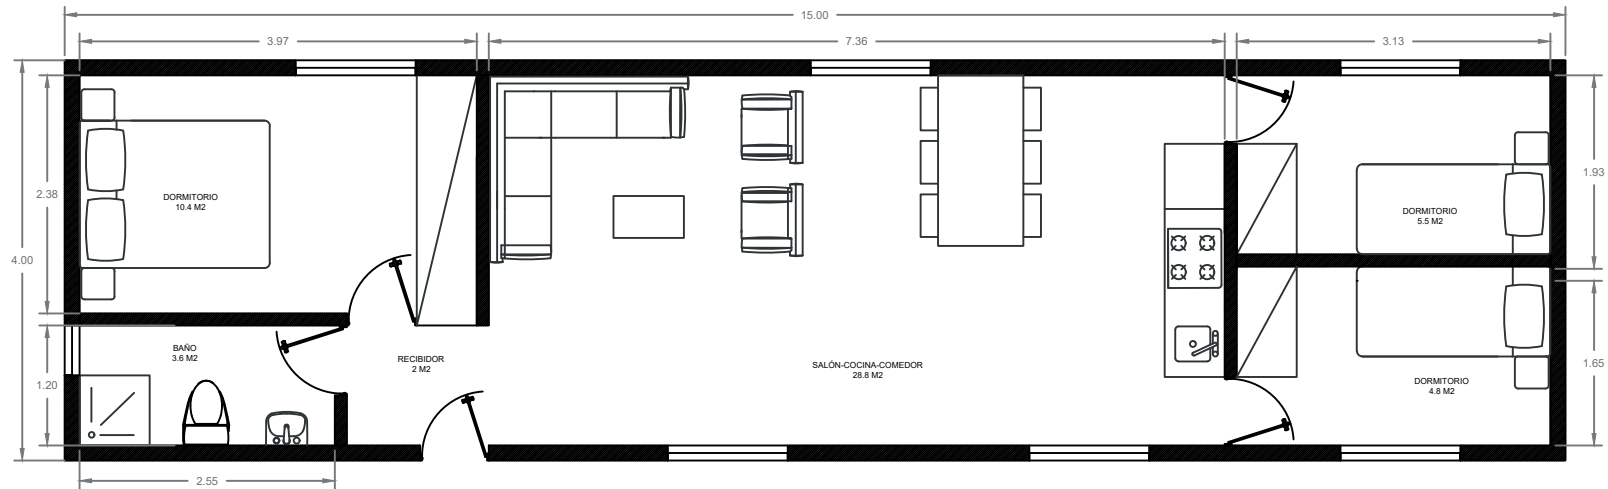 15.00
3.97
7.36
3.13
2.38
4.00
1.20
2.55
1.93
1.65
DORMITORIO
10.4 M2
BAÑO
3.6 M2
RECIBIDOR
2 M2
SALÓN-COCINA-COMEDOR
28.8 M2
DORMITORIO
5.5 M2
DORMITORIO
4.8 M2